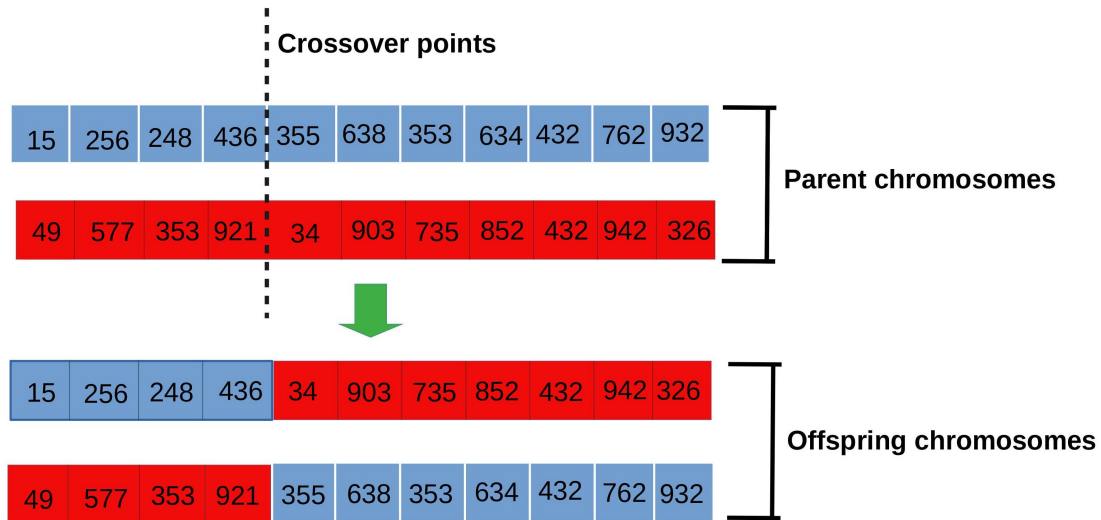 Crossover points
15 256 248 436 355 638 353 634 432 762 932
Parent chromosomes
49 577 353 921 34 903 735 852 432 942 326
15 256 248 436 34 903 735 852 432 942 326
Offspring chromosomes
49 577 353 921 355 638 353 634 432 762 932